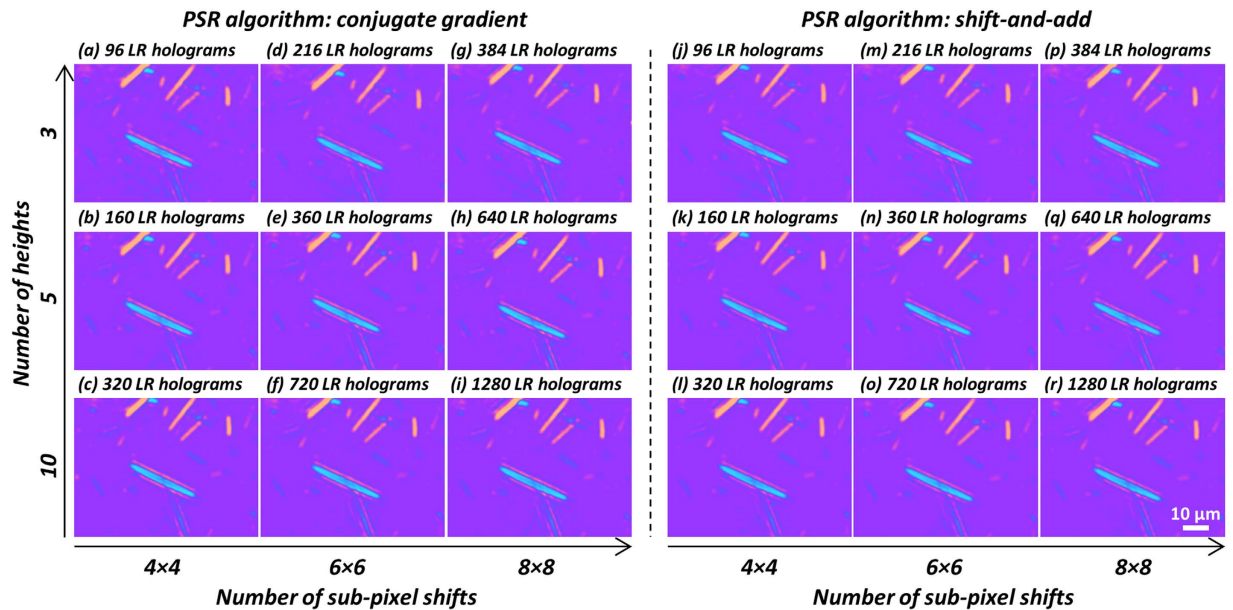 PSR algorithm: conjugate gradient
PSR algorithm: shift-and-add
(a) 96 LR holograms
(d) 216 LR holograms
(g) 384 LR holograms
(j) 96 LR holograms
(m) 216 LR holograms
(p) 384 LR holograms
3
(b) 160 LR holograms
(e) 360 LR holograms
(h) 640 LR holograms
(k) 160 LR holograms
(n) 360 LR holograms
(q) 640 LR holograms
Number of heights
5
(c) 320 LR holograms
(f) 720 LR holograms
(i) 1280 LR holograms
(l) 320 LR holograms
(o) 720 LR holograms
(r) 1280 LR holograms
10
10 μm
4×4
6×6
8×8
4×4
6×6
8×8
Number of sub-pixel shifts
Number of sub-pixel shifts